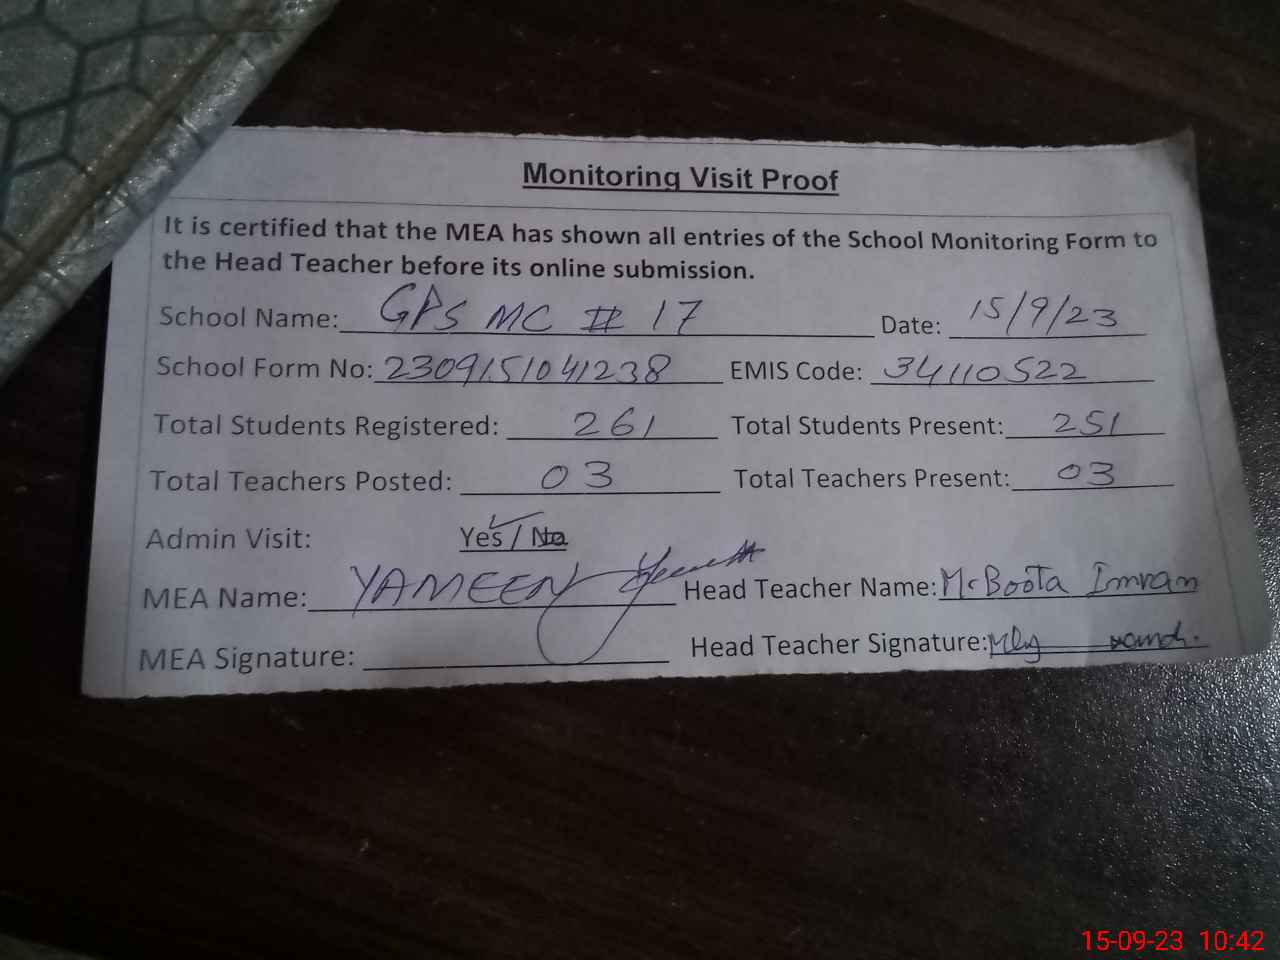 Monitoring Visit Proof
It is certified that the MEA has shown all entries of the School Monitoring Form to
the Head Teacher before its online submission.
School Name: GPS MC # 17 Date: 15/9/23
School Form No: 2309151041238 EMIS Code: 34110522
Total Students Registered: 261 Total Students Present: 251
Total Teachers Posted: 03 Total Teachers Present: 03
Admin Visit: Yes / No
MEA Name: YAMEEN Head Teacher Name: Boota Imran
MEA Signature: Head Teacher Signature:
15-09-23 10:42